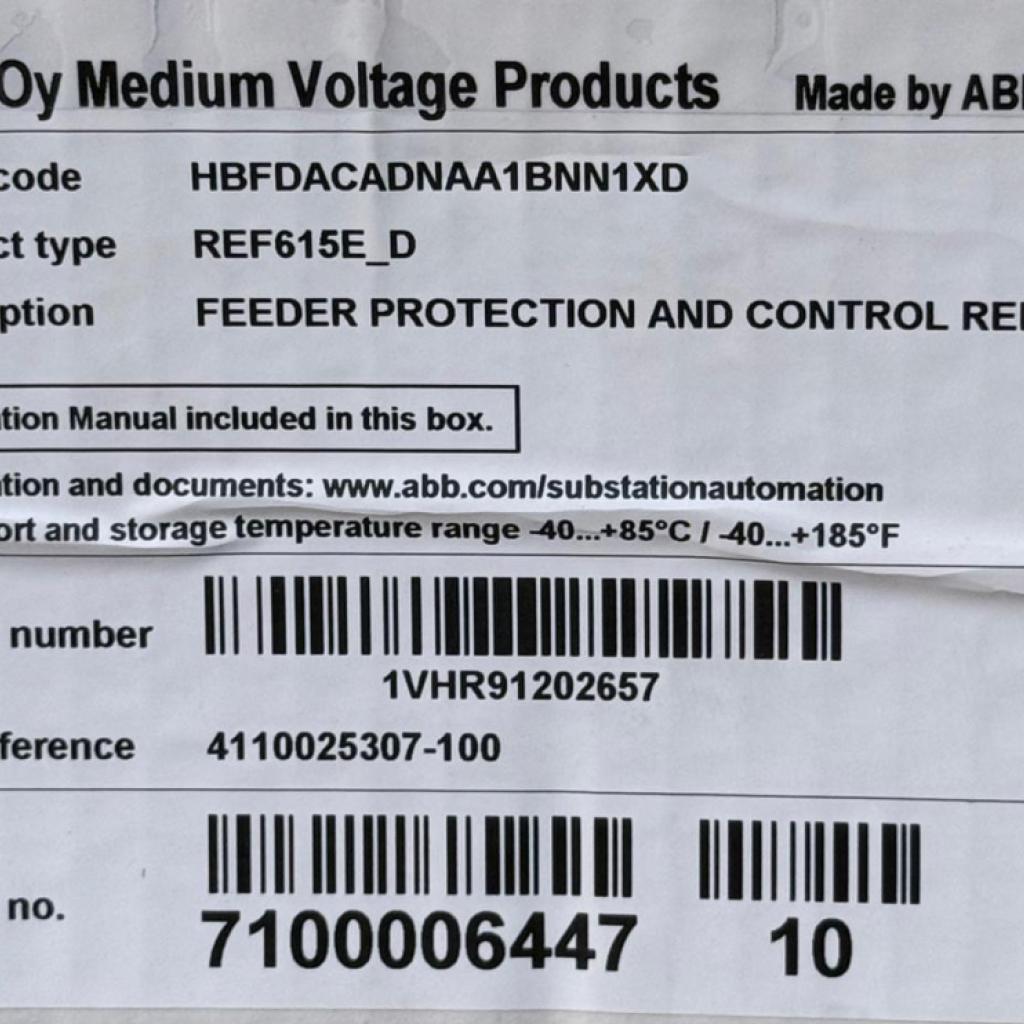 Oy Medium Voltage Products Made by AB
code HBFDACADNAA1BNN1XD
ct type REF615E_D
ption FEEDER PROTECTION AND CONTROL RE
tion Manual included in this box.
ation and documents: www.abb.com/substationautomation
ort and storage temperature range -40...+85°C / -40...+185°F
number
1VHR91202657
ference 4110025307-100
no.
7100006447 10